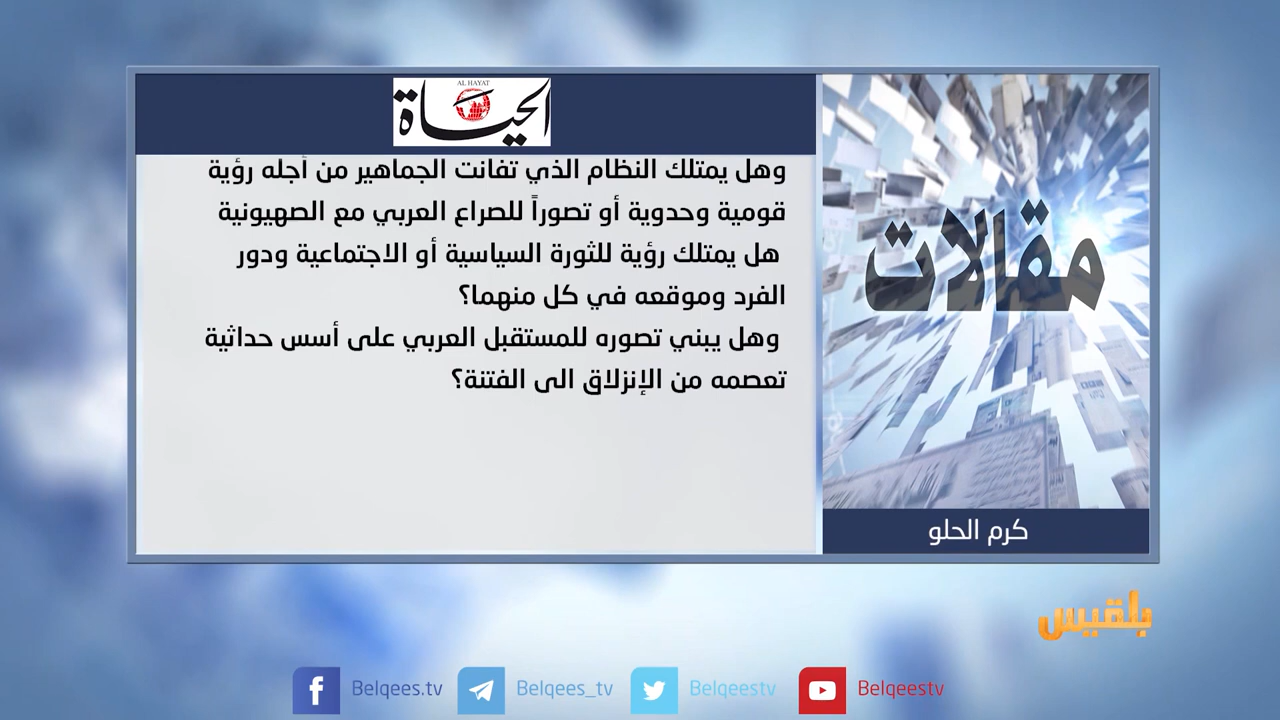 AL HAYAT
الحياة
وهل يمتلك النظام الذي تفانت الجماهير من أجله رؤية
قومية وحدوية أو تصوراً للصراع العربي مع الصهيونية
هل يمتلك رؤية للثورة السياسية أو الاجتماعية ودور
الفرد وموقعه في كل منهما؟
وهل يبني تصوره للمستقبل العربي على أسس حداثية
تعصمه من الإنزلاق الى الفتنة؟
مقالات
كرم الحلو
بلقيس
Belqees.tv
Belqees_tv
Belqeestv
Belqeestv